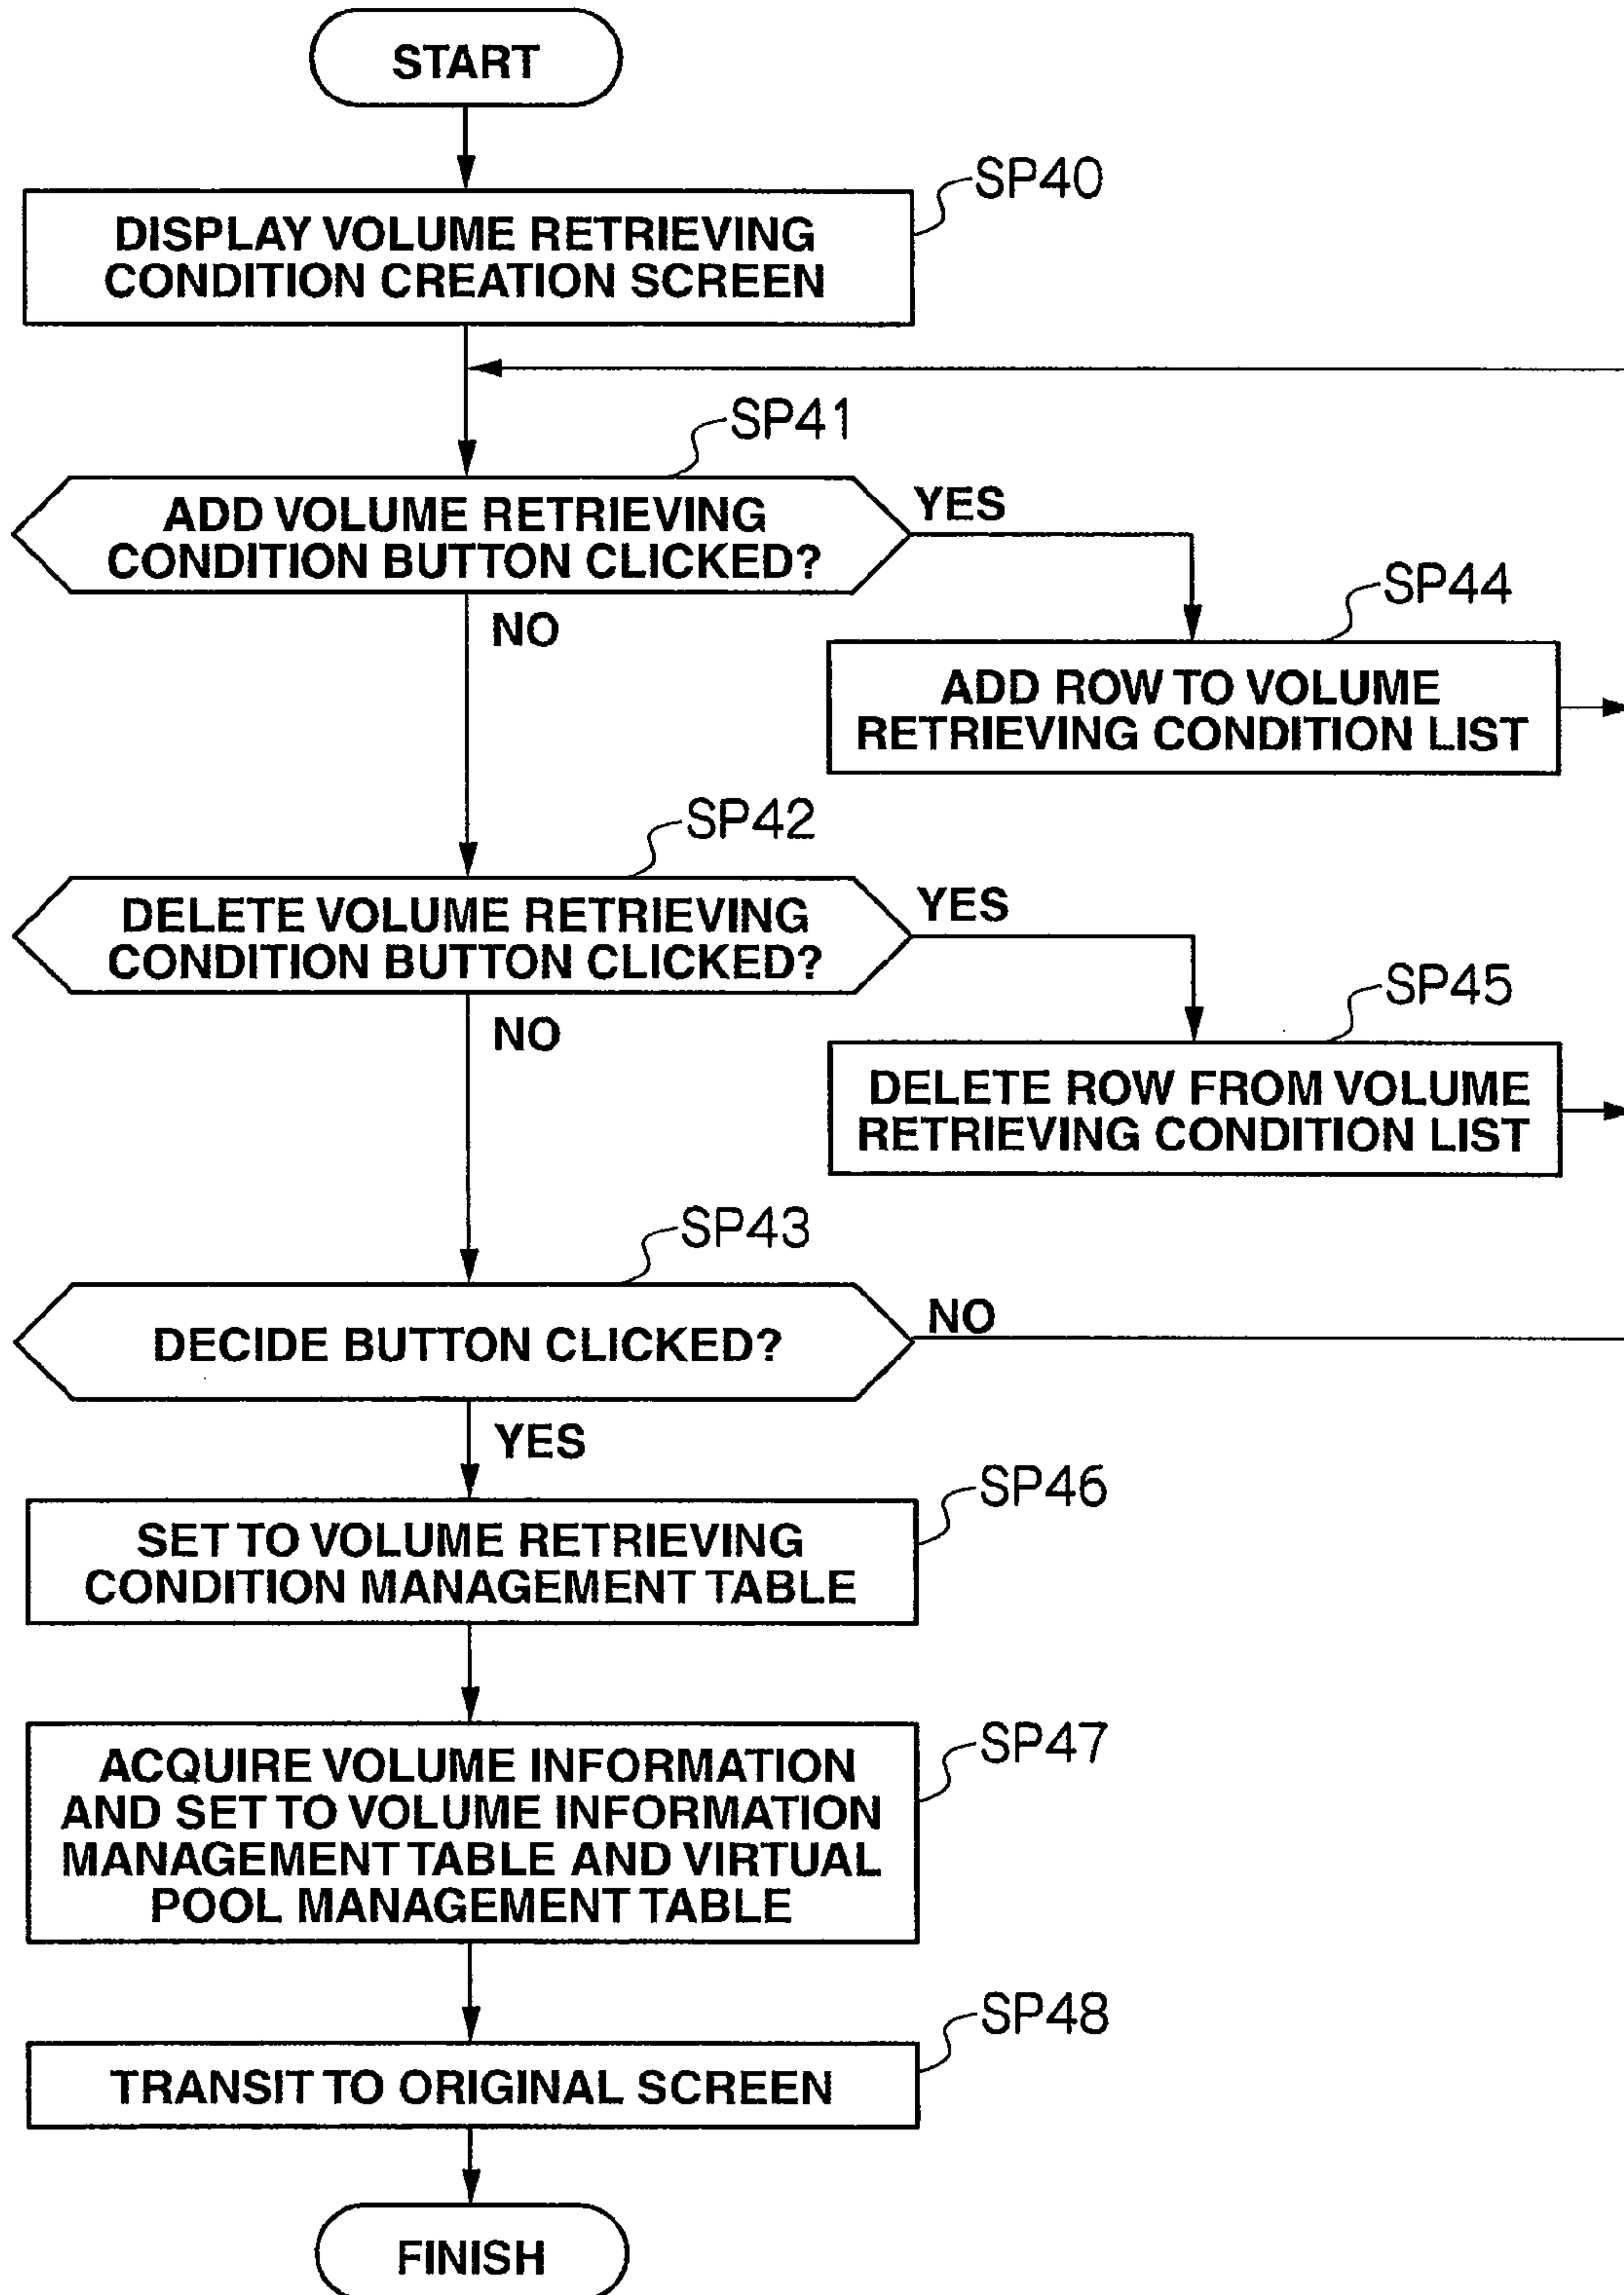 START
SP40
DISPLAY VOLUME RETRIEVING
CONDITION CREATION SCREEN
SP41
ADD VOLUME RETRIEVING
CONDITION BUTTON CLICKED?
YES
NO
SP44
ADD ROW TO VOLUME
RETRIEVING CONDITION LIST
SP42
DELETE VOLUME RETRIEVING
CONDITION BUTTON CLICKED?
YES
NO
SP45
DELETE ROW FROM VOLUME
RETRIEVING CONDITION LIST
SP43
DECIDE BUTTON CLICKED?
NO
YES
SP46
SET TO VOLUME RETRIEVING
CONDITION MANAGEMENT TABLE
SP47
ACQUIRE VOLUME INFORMATION
AND SET TO VOLUME INFORMATION
MANAGEMENT TABLE AND VIRTUAL
POOL MANAGEMENT TABLE
SP48
TRANSIT TO ORIGINAL SCREEN
FINISH